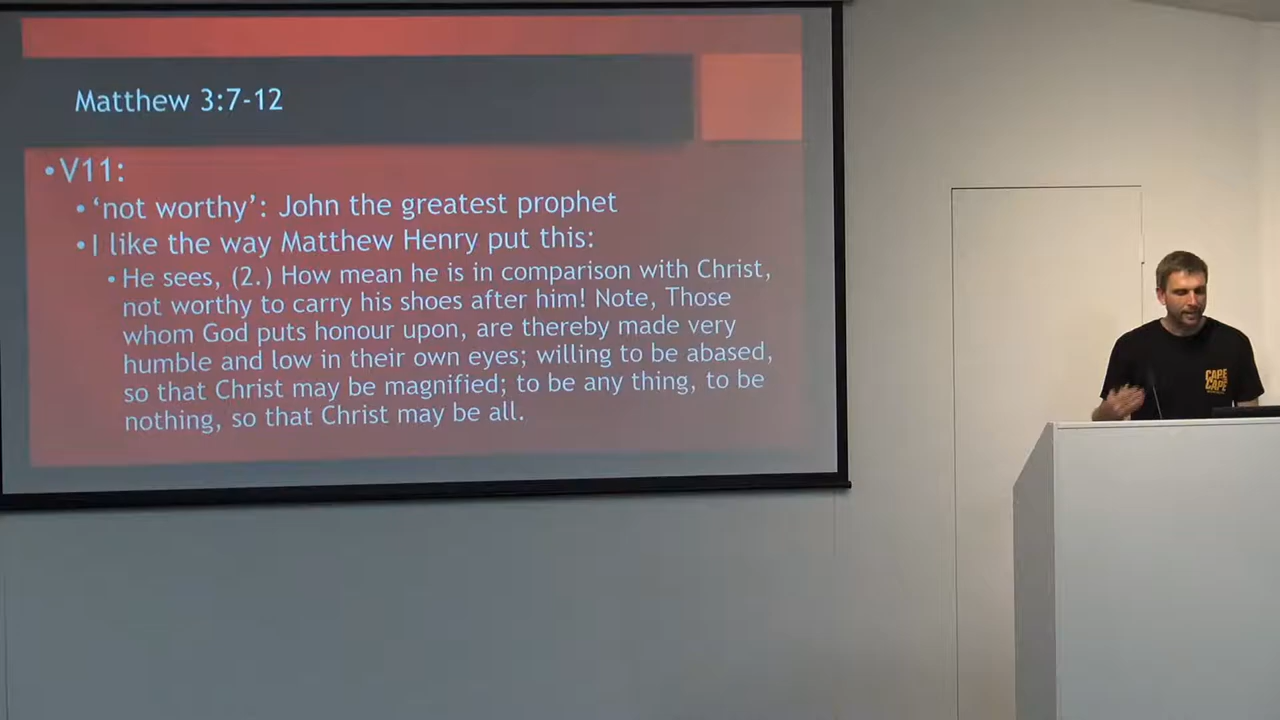 Matthew 3:7-12
•V11:
•‘not worthy’: John the greatest prophet
•I like the way Matthew Henry put this:
•He sees, (2.) How mean he is in comparison with Christ,
not worthy to carry his shoes after him! Note, Those
whom God puts honour upon, are thereby made very
humble and low in their own eyes; willing to be abased,
so that Christ may be magnified; to be any thing, to be
nothing, so that Christ may be all.
CAPE